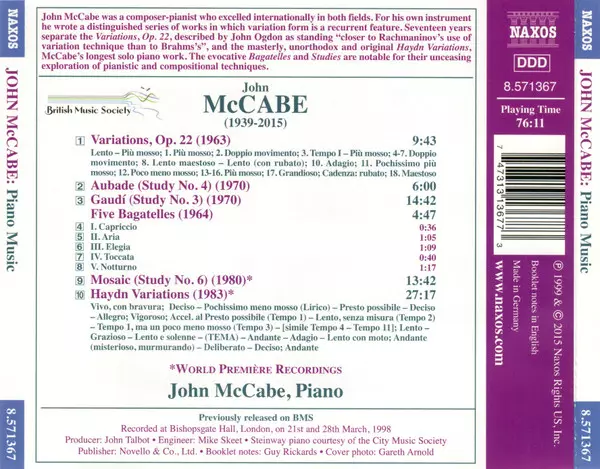 NAXOS
JOHN McCABE: Piano Music
8.571367
John McCabe was a composer-pianist who excelled internationally in both fields. For his own instrument
he wrote a distinguished series of works in which variation form is a recurrent feature. Seventeen years
separate the Variations, Op. 22, described by John Ogdon as standing “closer to Rachmaninov’s use of
variation technique than to Brahms’s”, and the masterly, unorthodox and original Haydn Variations,
McCabe’s longest solo piano work. The evocative Bagatelles and Studies are notable for their unceasing
exploration of pianistic and compositional techniques.
British Music Society
John
McCABE
(1939-2015)
1 Variations, Op. 22 (1963) 9:43
Lento – Più mosso; 1. Più mosso; 2. Doppio movimento; 3. Tempo I – Più mosso; 4-7. Doppio
movimento; 8. Lento maestoso – Lento (con rubato); 10. Adagio; 11. Pochissimo più
mosso; 12. Poco meno mosso; 13-16. Più mosso; 17. Grandioso; Cadenza: rubato; 18. Maestoso
2 Aubade (Study No. 4) (1970) 6:00
3 Gaudí (Study No. 3) (1970) 14:42
Five Bagatelles (1964) 4:47
4 I. Capriccio 0:36
5 II. Aria 1:05
6 III. Elegia 1:09
7 IV. Toccata 0:40
8 V. Notturno 1:17
9 Mosaic (Study No. 6) (1980)* 13:42
10 Haydn Variations (1983)* 27:17
Vivo, con bravura; Deciso – Pochissimo meno mosso (Lirico) – Presto possibile – Deciso
– Allegro; Vigoroso; Accel. al Presto possibile (Tempo 1) – Lento, senza misura (Tempo 2)
– Tempo 1, ma un poco meno mosso (Tempo 3) – [simile Tempo 4 – Tempo 11]; Lento –
Grazioso – Lento e solenne – (TEMA) – Andante – Adagio – Lento con moto; Andante
(misterioso, murmurando) – Deliberato – Deciso; Andante
*WORLD PREMIÈRE RECORDINGS
John McCabe, Piano
Previously released on BMS
Recorded at Bishopsgate Hall, London, on 21st and 28th March, 1998
Producer: John Talbot • Engineer: Mike Skeet • Steinway piano courtesy of the City Music Society
Publisher: Novello & Co., Ltd. • Booklet notes: Guy Rickards • Cover photo: Gareth Arnold
NAXOS
DDD
8.571367
Playing Time
76:11
7 47313 13677 3
www.naxos.com
Made in Germany
Booklet notes in English
℗ 1999 & © 2015 Naxos Rights US, Inc.
NAXOS
JOHN McCABE: Piano Music
8.571367